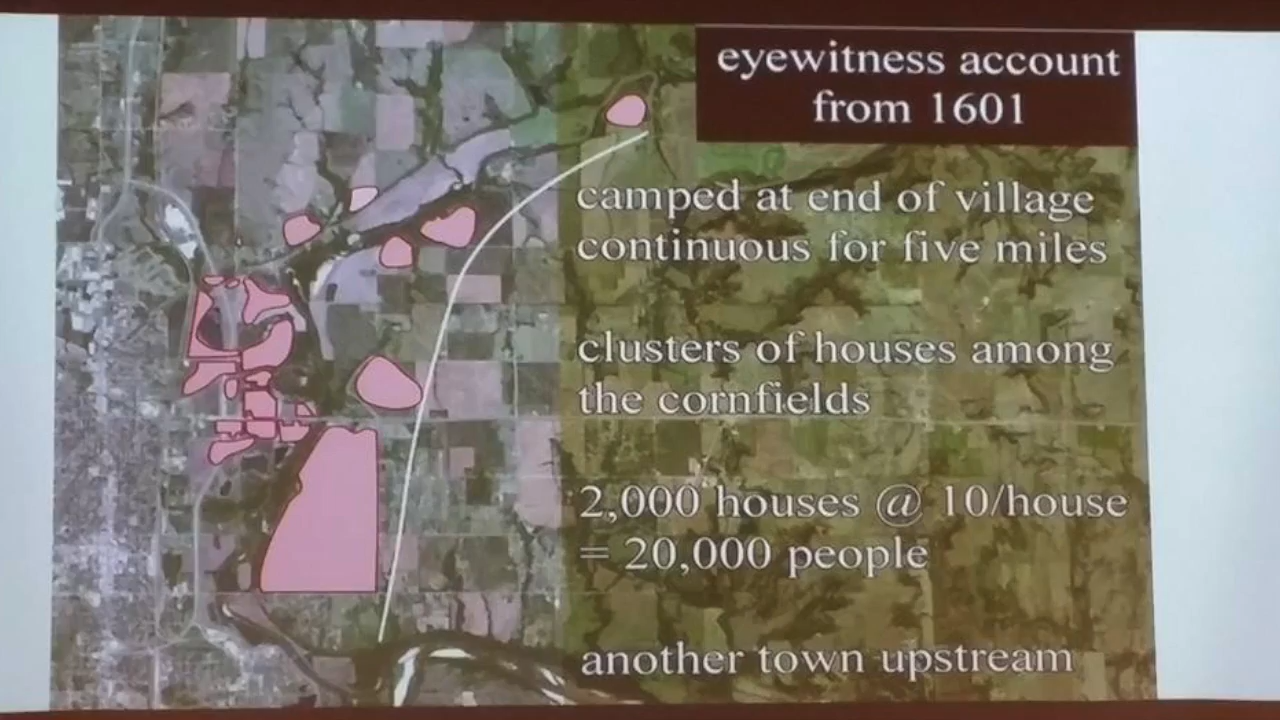 eyewitness account
from 1601
camped at end of village
continuous for five miles
clusters of houses among
the cornfields
2,000 houses @ 10/house
= 20,000 people
another town upstream